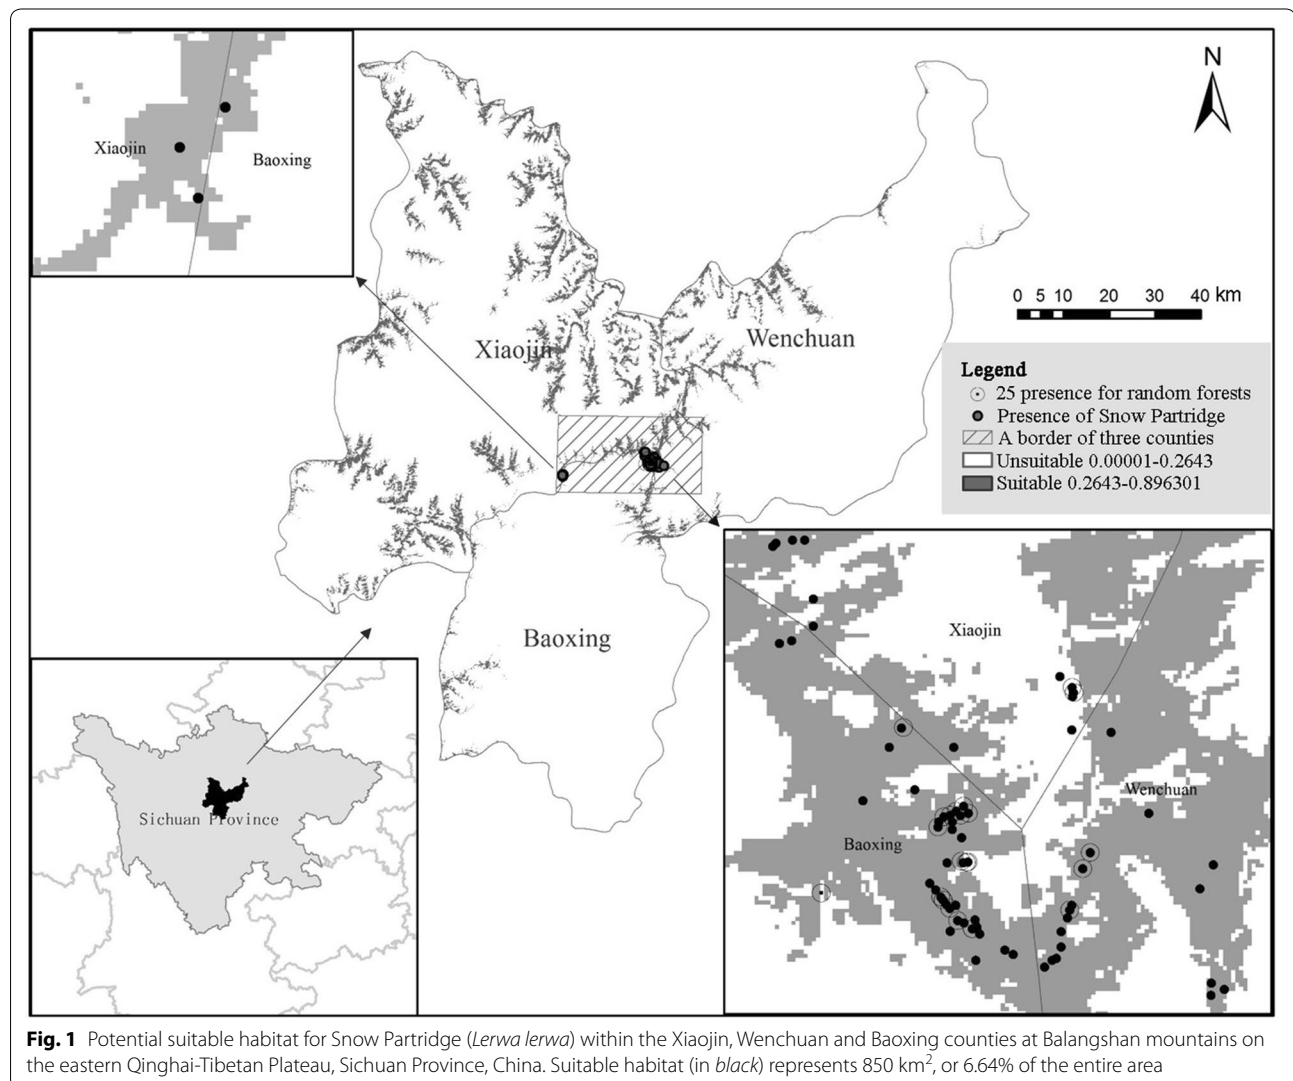 Xiaojin
Baoxing
N
0 5 10 20 30 40 km
Xiaojin
Wenchuan
Legend
25 presence for random forests
Presence of Snow Partridge
A border of three counties
Unsuitable 0.00001-0.2643
Suitable 0.2643-0.896301
Baoxing
Xiaojin
Wenchuan
Baoxing
Sichuan Province
Fig. 1 Potential suitable habitat for Snow Partridge (Lerwa lerwa) within the Xiaojin, Wenchuan and Baoxing counties at Balangshan mountains on
the eastern Qinghai-Tibetan Plateau, Sichuan Province, China. Suitable habitat (in black) represents 850 km², or 6.64% of the entire area